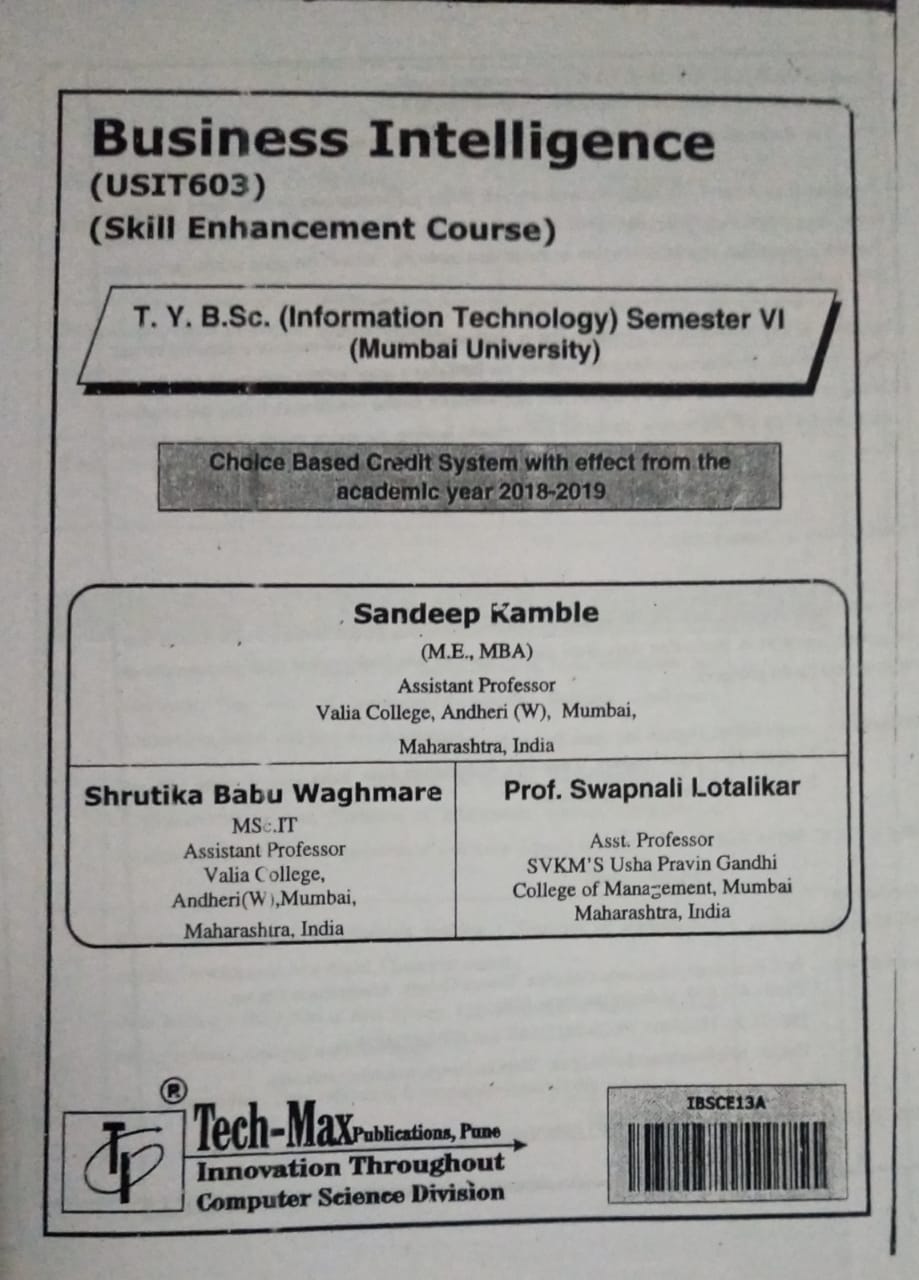 Business Intelligence
(USIT603)
(Skill Enhancement Course)
T. Y. B.Sc. (Information Technology) Semester VI
(Mumbai University)
Choice Based Credit System with effect from the
academic year 2018-2019
Sandeep Kamble
(M.E., MBA)
Assistant Professor
Valia College, Andheri (W), Mumbai,
Maharashtra, India
Shrutika Babu Waghmare
MSc.IT
Assistant Professor
Valia College,
Andheri(W),Mumbai,
Maharashtra, India
Prof. Swapnali Lotalikar
Asst. Professor
SVKM'S Usha Pravin Gandhi
College of Management, Mumbai
Maharashtra, India
®
Tech-Max Publications, Pune
Innovation Throughout
Computer Science Division
IBSCE13A